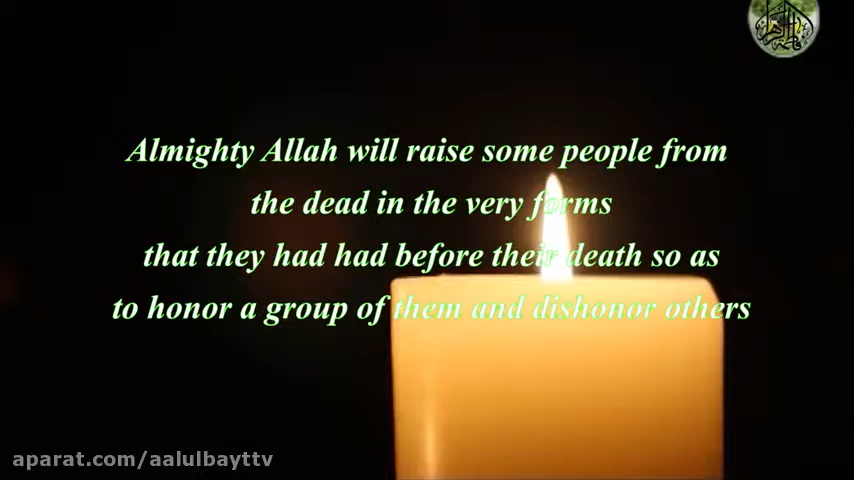 Almighty Allah will raise some people from
the dead in the very forms
that they had had before their death so as
to honor a group of them and dishonor others
aparat.com/aalulbayttv